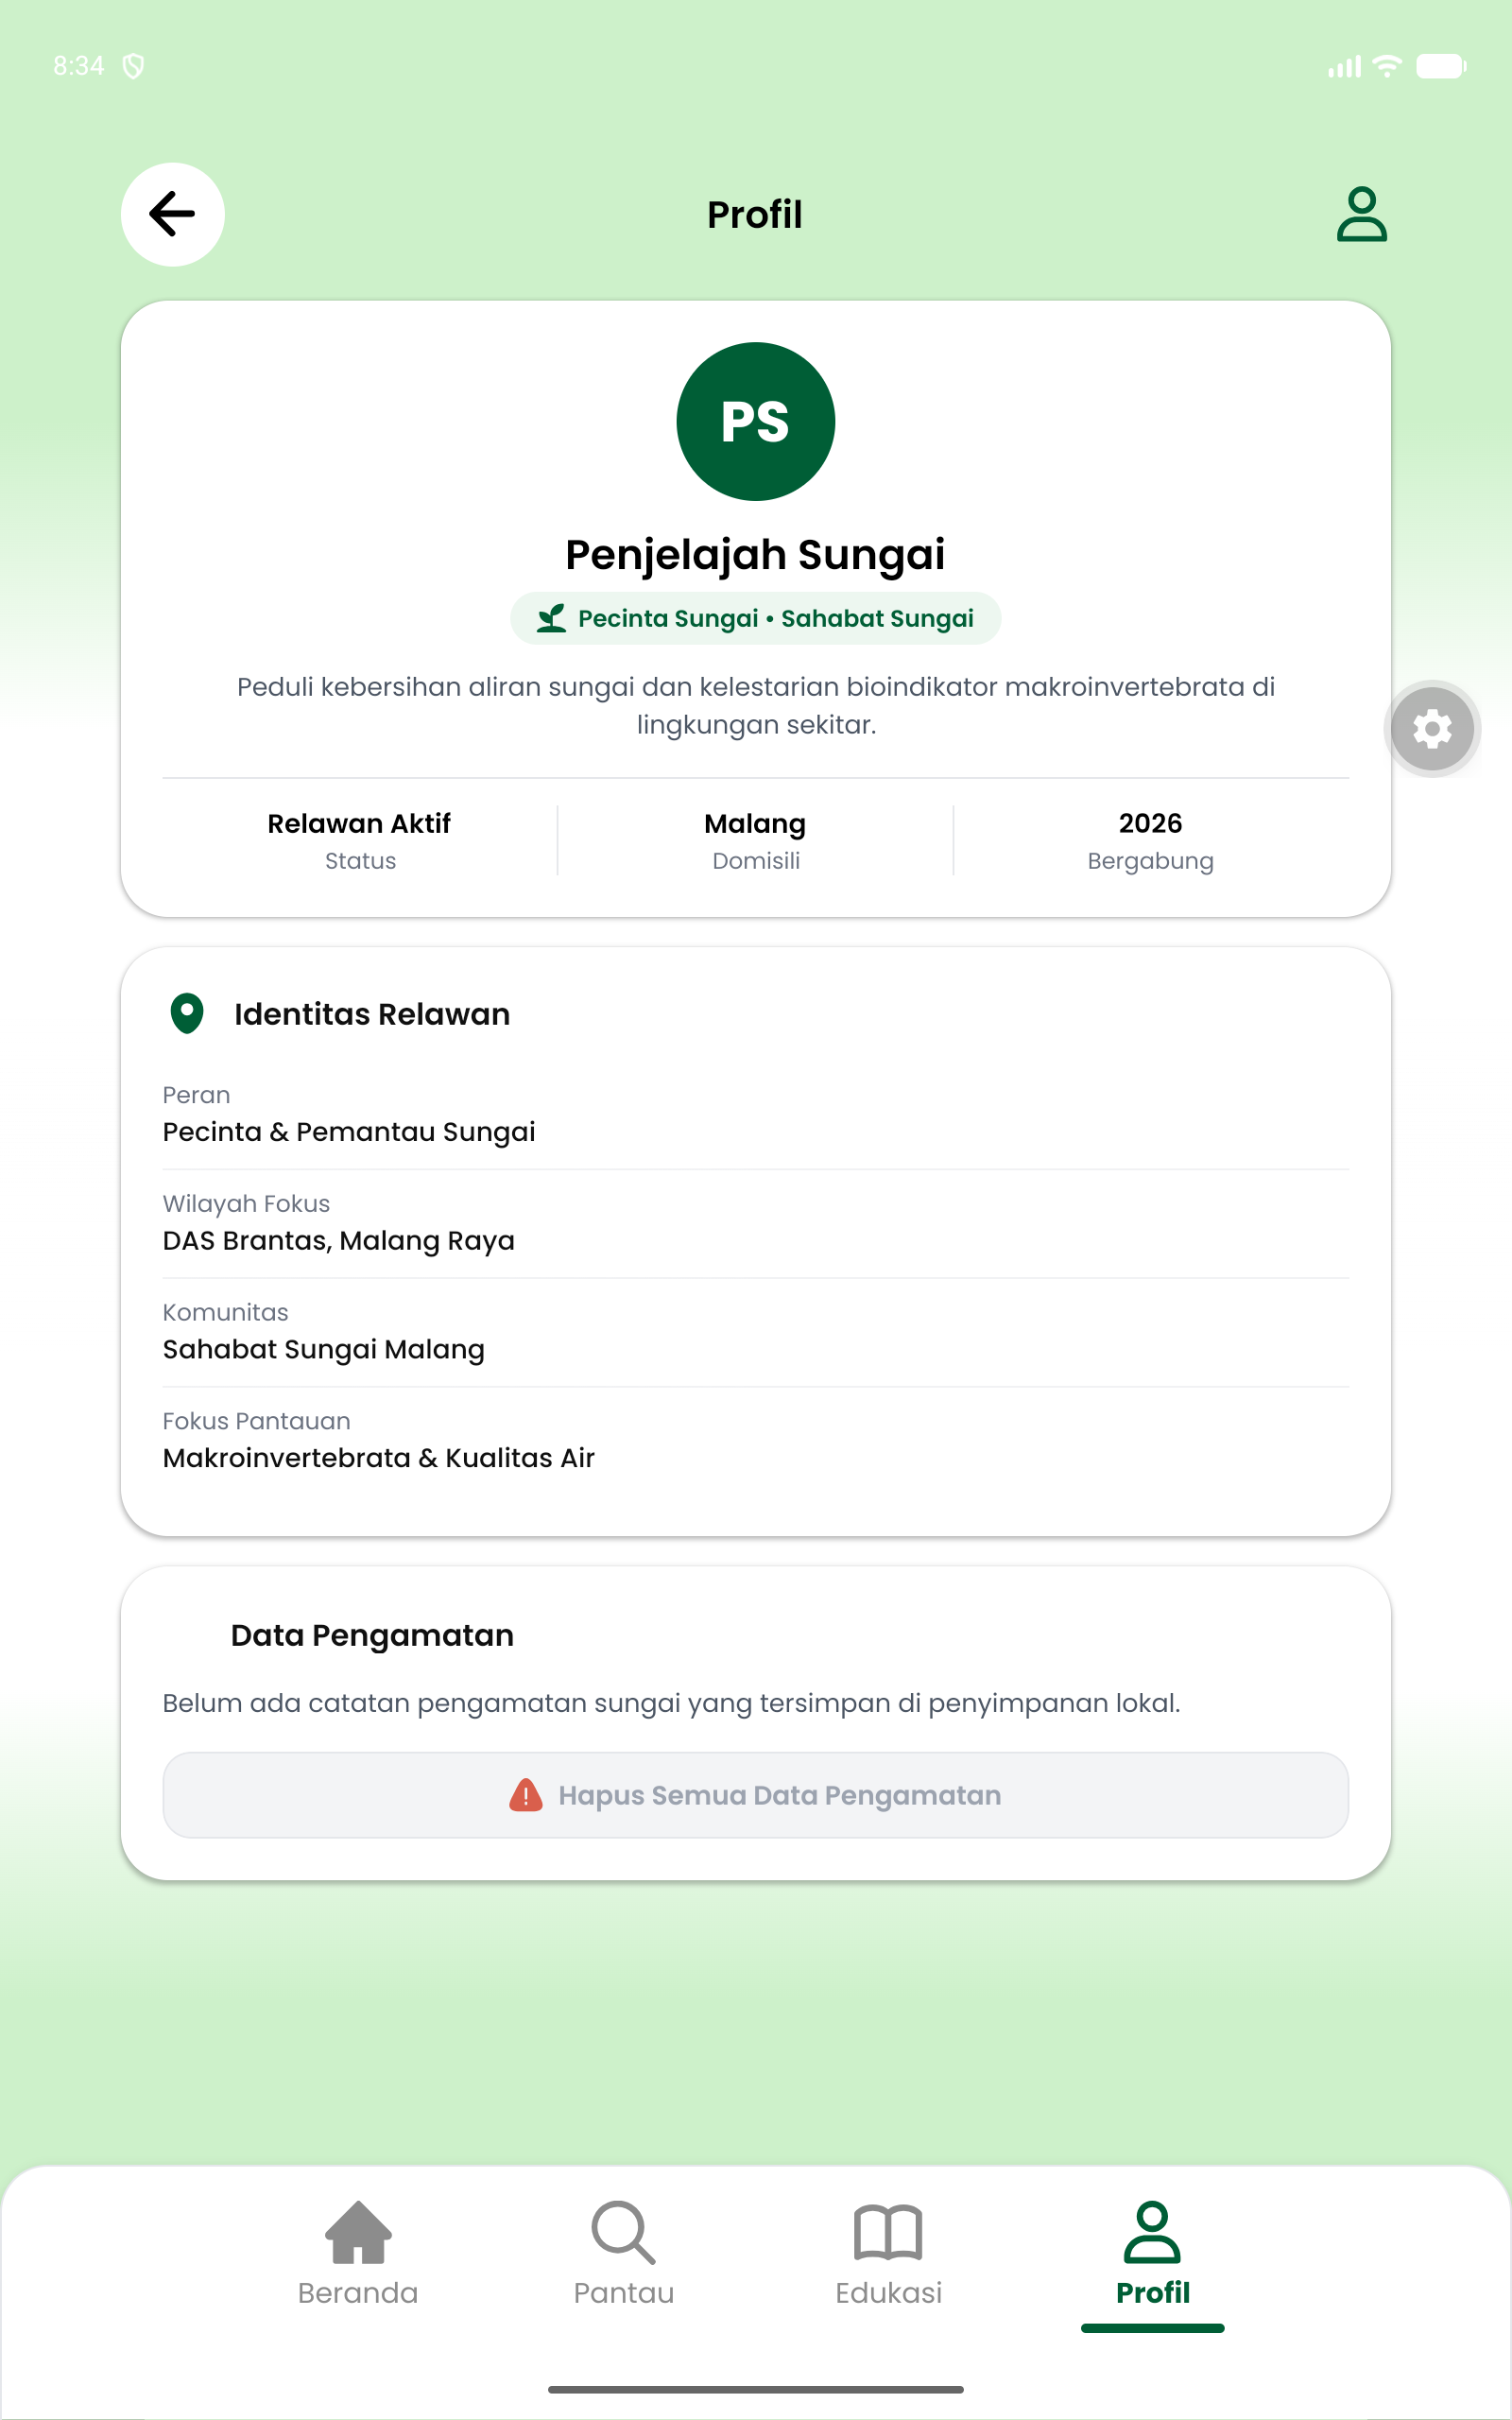 8:34
Profil
PS
Penjelajah Sungai
Pecinta Sungai • Sahabat Sungai
Peduli kebersihan aliran sungai dan kelestarian bioindikator makroinvertebrata di
lingkungan sekitar.
Relawan Aktif
Status
Malang
Domisili
2026
Bergabung
Identitas Relawan
Peran
Pecinta & Pemantau Sungai
Wilayah Fokus
DAS Brantas, Malang Raya
Komunitas
Sahabat Sungai Malang
Fokus Pantauan
Makroinvertebrata & Kualitas Air
Data Pengamatan
Belum ada catatan pengamatan sungai yang tersimpan di penyimpanan lokal.
Hapus Semua Data Pengamatan
Beranda
Pantau
Edukasi
Profil